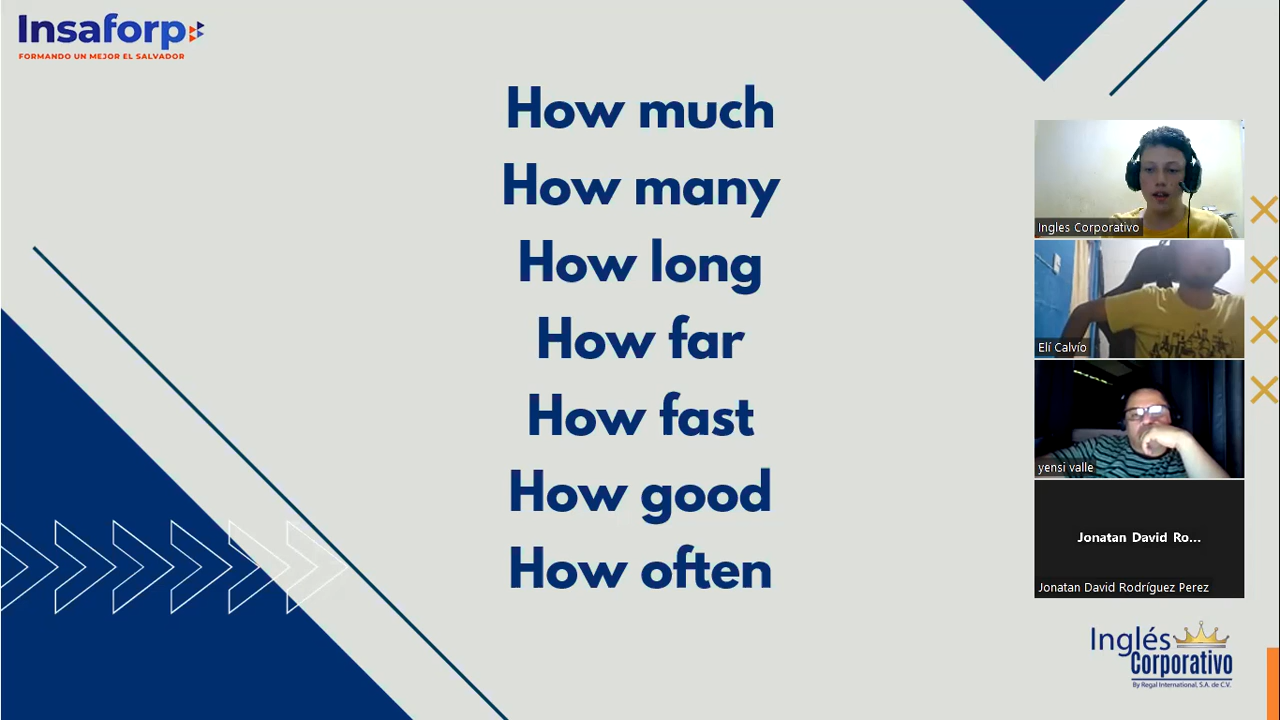 Insaforp
FORMANDO UN MEJOR EL SALVADOR
How much
How many
How long
How far
How fast
How good
How often
Ingles Corporativo
Elí Calvío
yensi valle
Jonatan David Ro...
Jonatan David Rodríguez Perez
Inglés
Corporativo
By Regal International, S.A. de C.V.